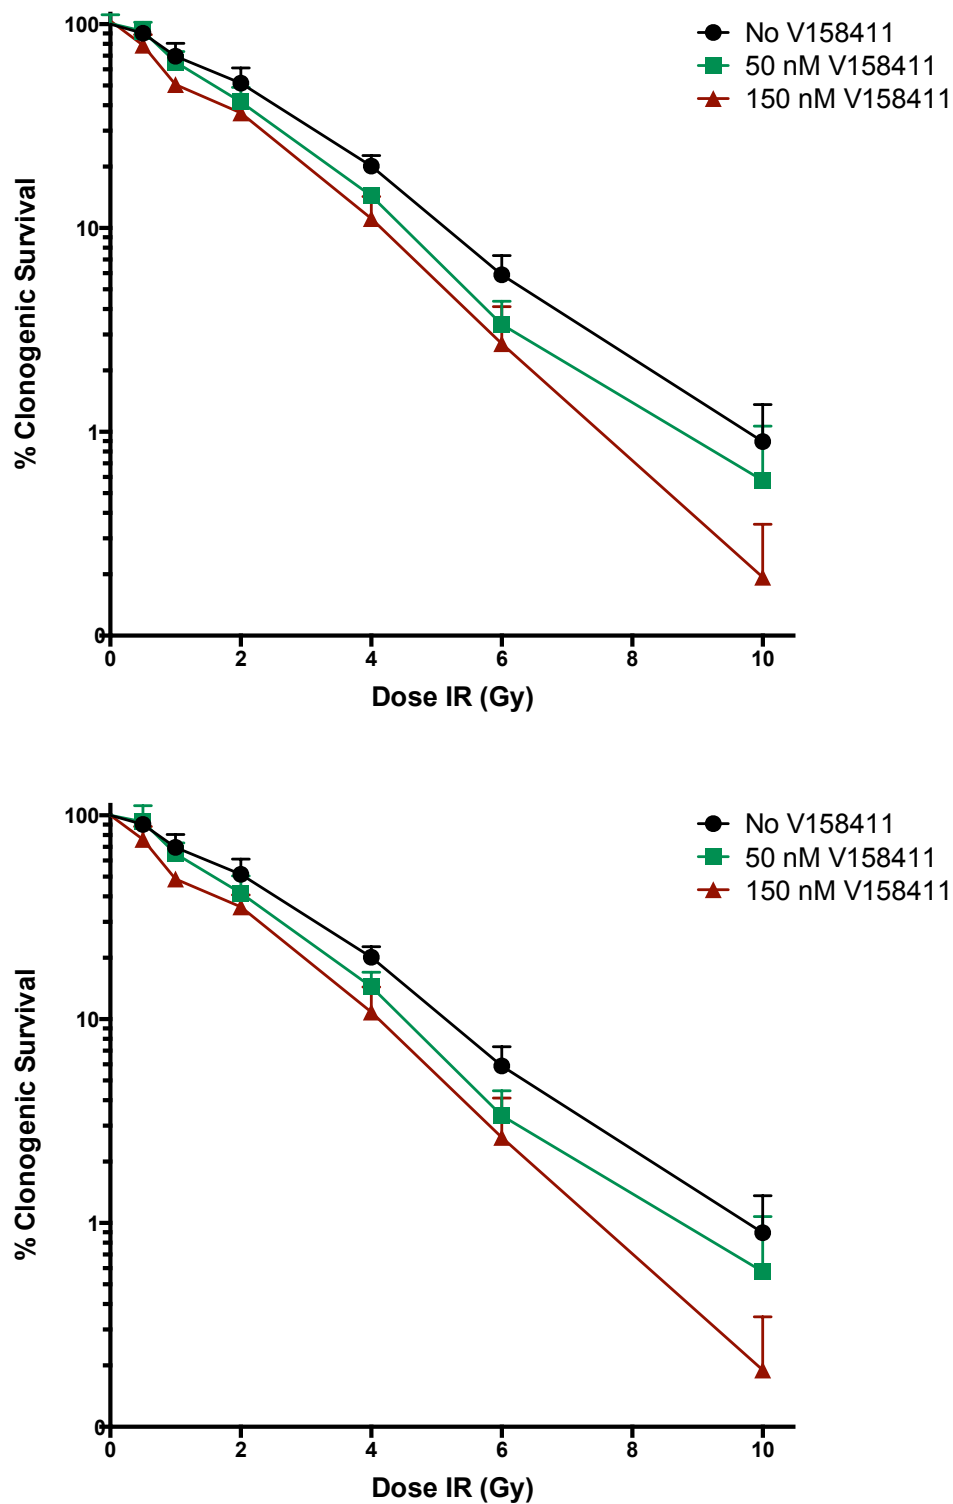 No V158411
50 nM V158411
150 nM V158411
% Clonogenic Survival
100
10
1
0
0 2 4 6 8 10
Dose IR (Gy)
No V158411
50 nM V158411
150 nM V158411
% Clonogenic Survival
100
10
1
0
0 2 4 6 8 10
Dose IR (Gy)